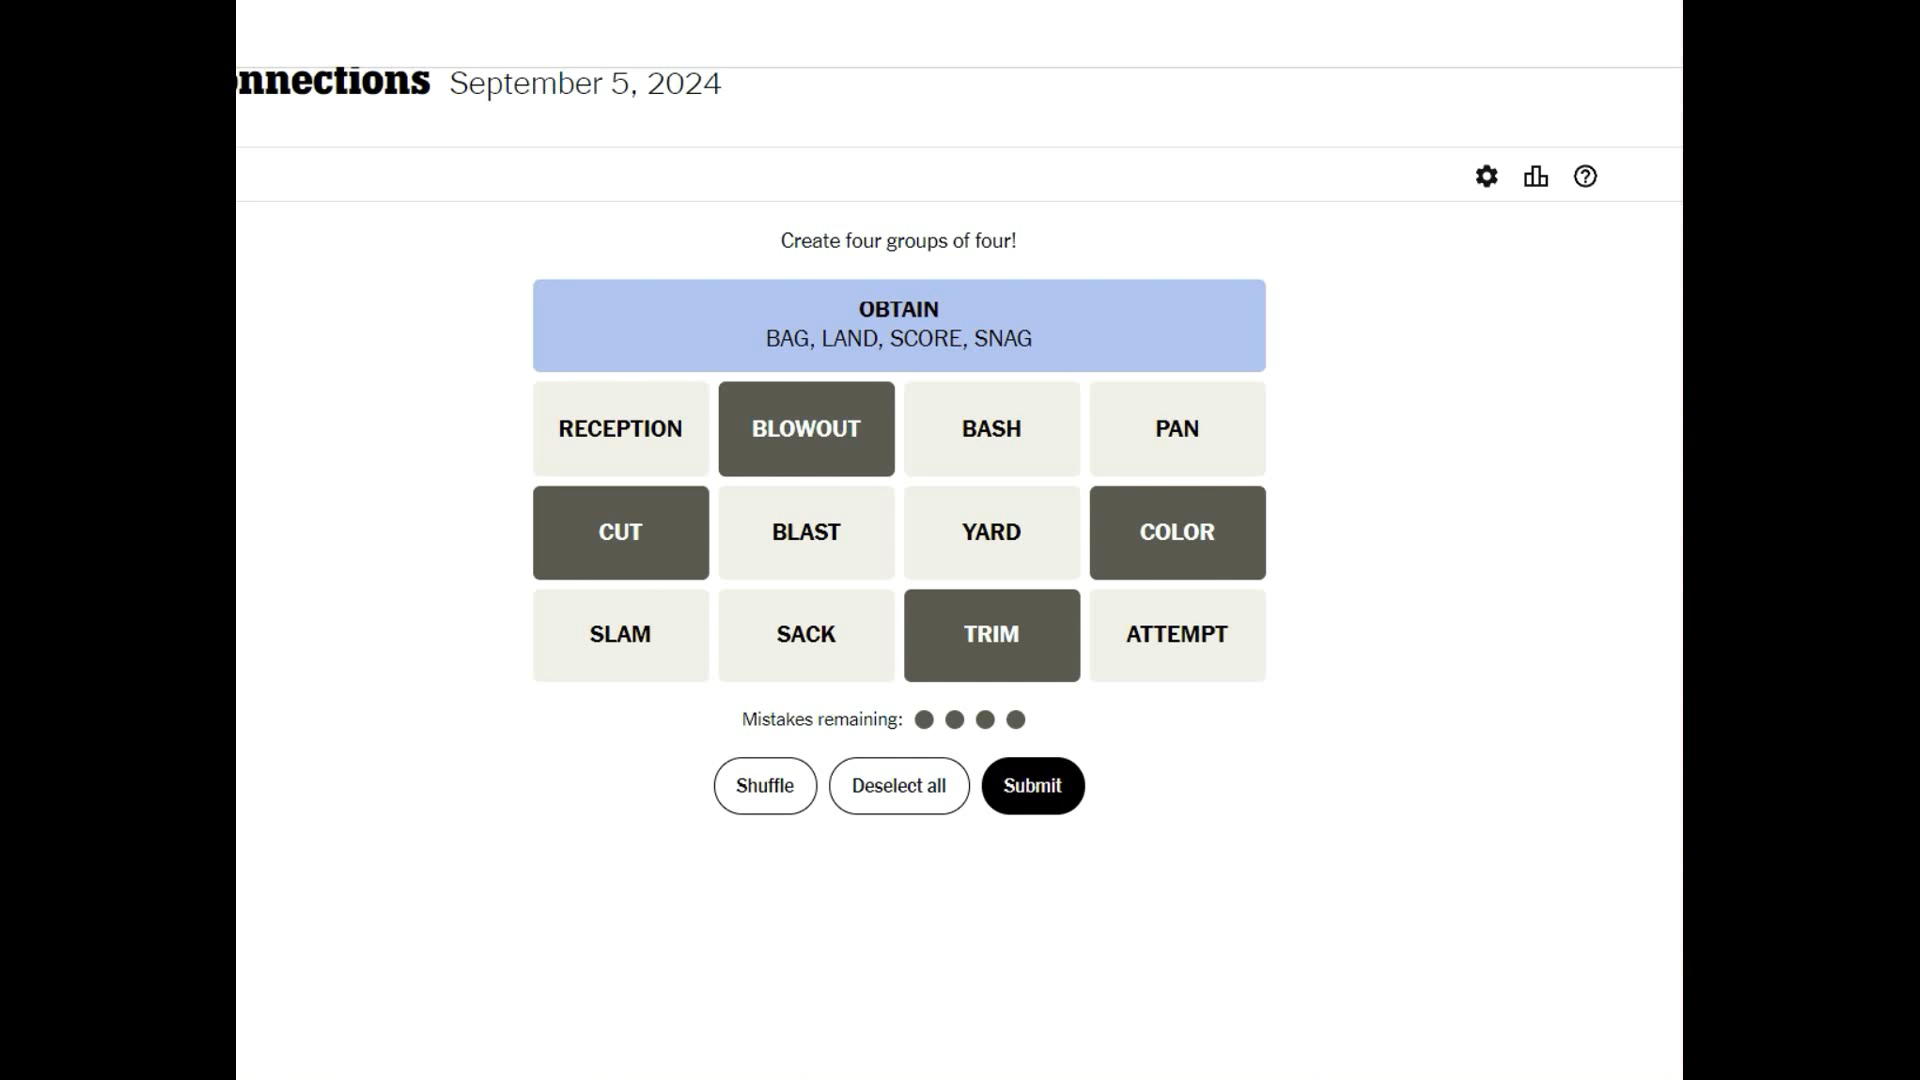 onnections September 5, 2024
Create four groups of four!
OBTAIN
BAG, LAND, SCORE, SNAG
RECEPTION BLOWOUT BASH PAN
CUT BLAST YARD COLOR
SLAM SACK TRIM ATTEMPT
Mistakes remaining:
Shuffle Deselect all Submit